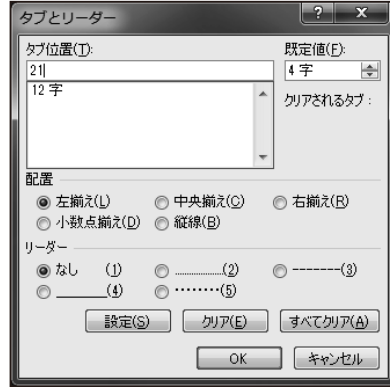 タブとリーダー
タブ位置(T): 既定値(F):
21 4 字
12 字 クリアされるタブ :
配置
左揃え(L) 中央揃え(C) 右揃え(R)
小数点揃え(D) 縦線(B)
リーダー
なし (1) ..................(2) -------(3)
______(4) ········(5)
設定(S) クリア(E) すべてクリア(A)
OK キャンセル